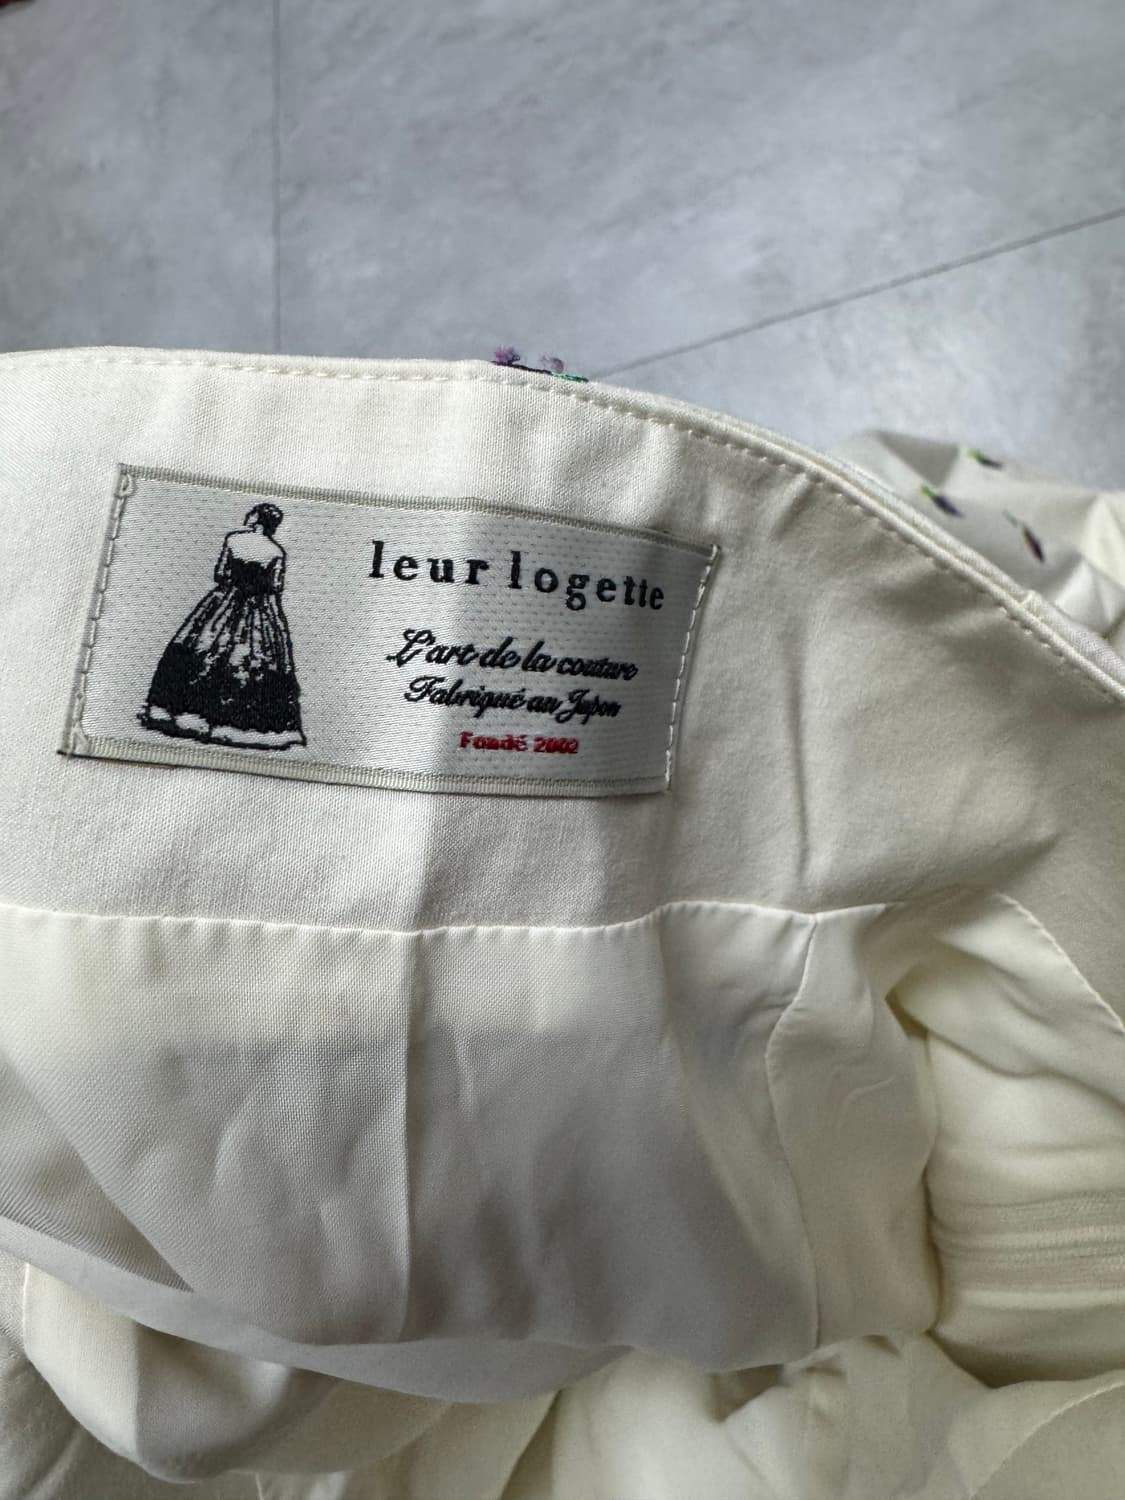 leur logette
L'art de la couture
Fabriqué au Japon
Fondé 2002